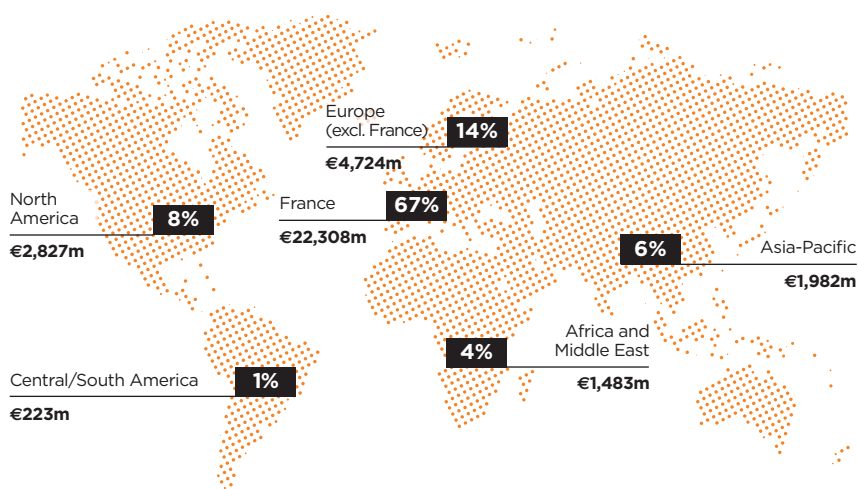 Europe
(excl. France)
14%
€4,724m
North
America
8%
€2,827m
France
67%
€22,308m
6%
Asia-Pacific
€1,982m
Africa and
Middle East
4%
€1,483m
Central/South America
1%
€223m